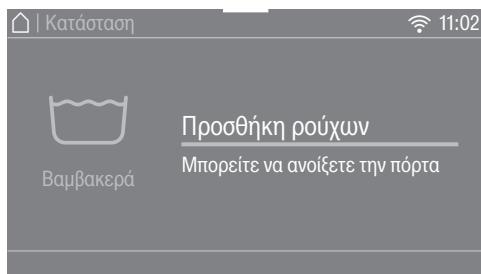 | Κατάσταση 11:02
Προσθήκη ρούχων
Μπορείτε να ανοίξετε την πόρτα
Βαμβακερά